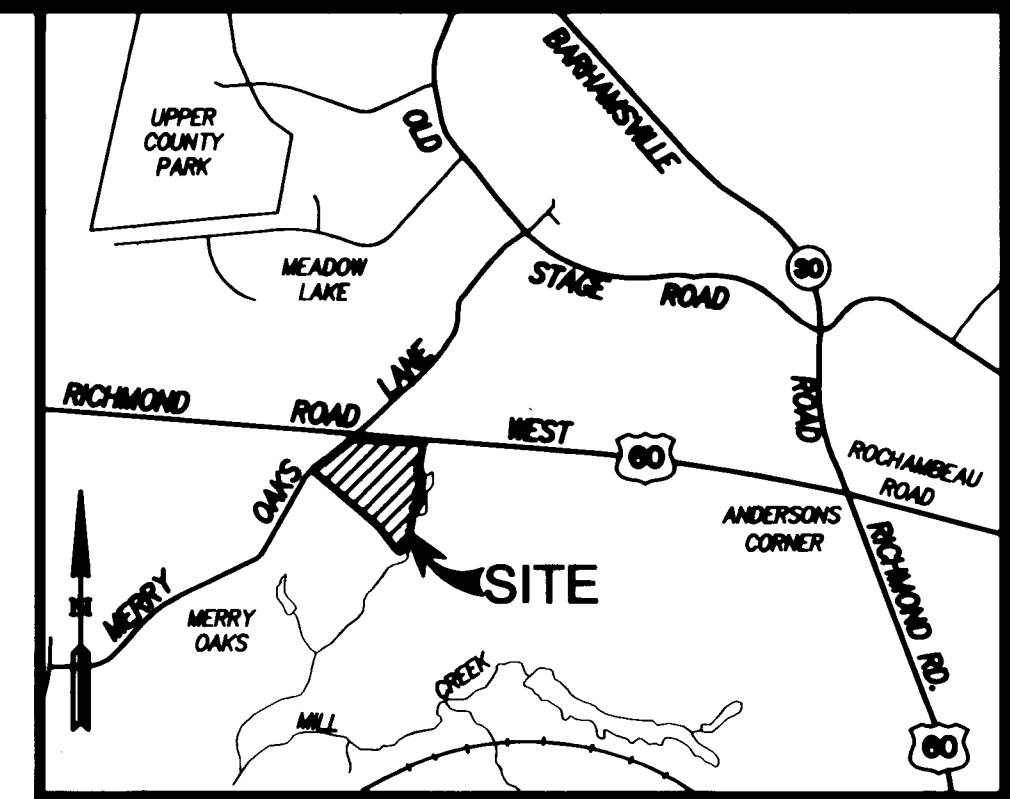 BARHAMSVILLE
UPPER
COUNTY
PARK
OLD
30
MEADOW
LAKE
STAGE ROAD
LANE
ROAD
RICHMOND ROAD WEST
60
ROCHAMBEAU
ROAD
OAKS
ANDERSONS
CORNER
SITE
RICHMOND RD.
N
MERRY
MERRY
OAKS
CREEK
MILL
60